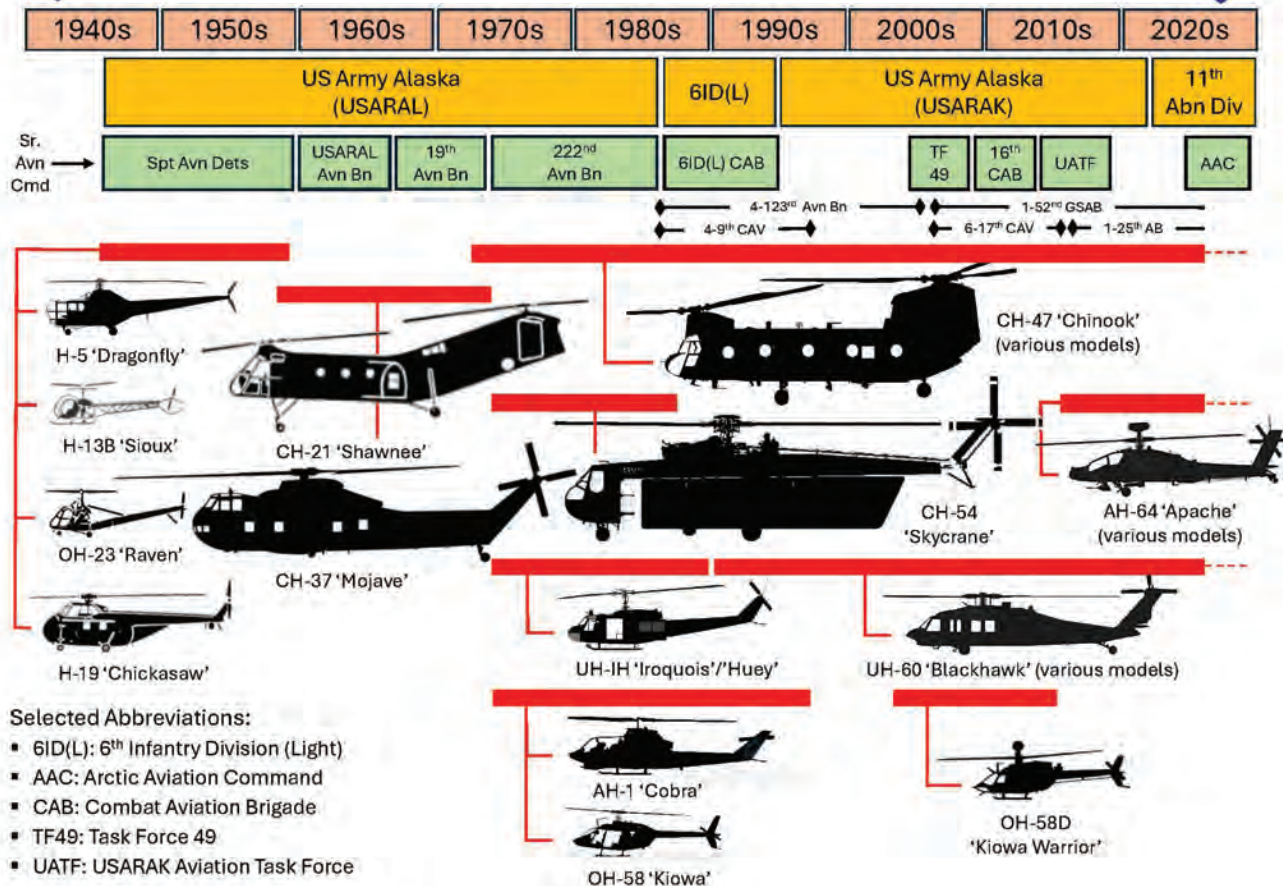 1940s 1950s 1960s 1970s 1980s 1990s 2000s 2010s 2020s
US Army Alaska
(USARAL)
6ID(L)
US Army Alaska
(USARAK)
11th
Abn Div
Sr.
Avn
Cmd
Spt Avn Dets
USARAL
Avn Bn
19th
Avn Bn
222nd
Avn Bn
6ID(L) CAB
TF
49
16th
CAB
UATF
AAC
4-123rd Avn Bn
1-52nd GSAB
4-9th CAV
6-17th CAV
1-25th AB
H-5 'Dragonfly'
CH-47 'Chinook'
(various models)
H-13B 'Sioux'
CH-21 'Shawnee'
OH-23 'Raven'
CH-37 'Mojave'
CH-54
'Skycrane'
AH-64 'Apache'
(various models)
H-19 'Chickasaw'
UH-IH 'Iroquois'/'Huey'
UH-60 'Blackhawk' (various models)
Selected Abbreviations:
▪ 6ID(L): 6th Infantry Division (Light)
▪ AAC: Arctic Aviation Command
▪ CAB: Combat Aviation Brigade
▪ TF49: Task Force 49
▪ UATF: USARAK Aviation Task Force
AH-1 'Cobra'
OH-58 'Kiowa'
OH-58D
'Kiowa Warrior'